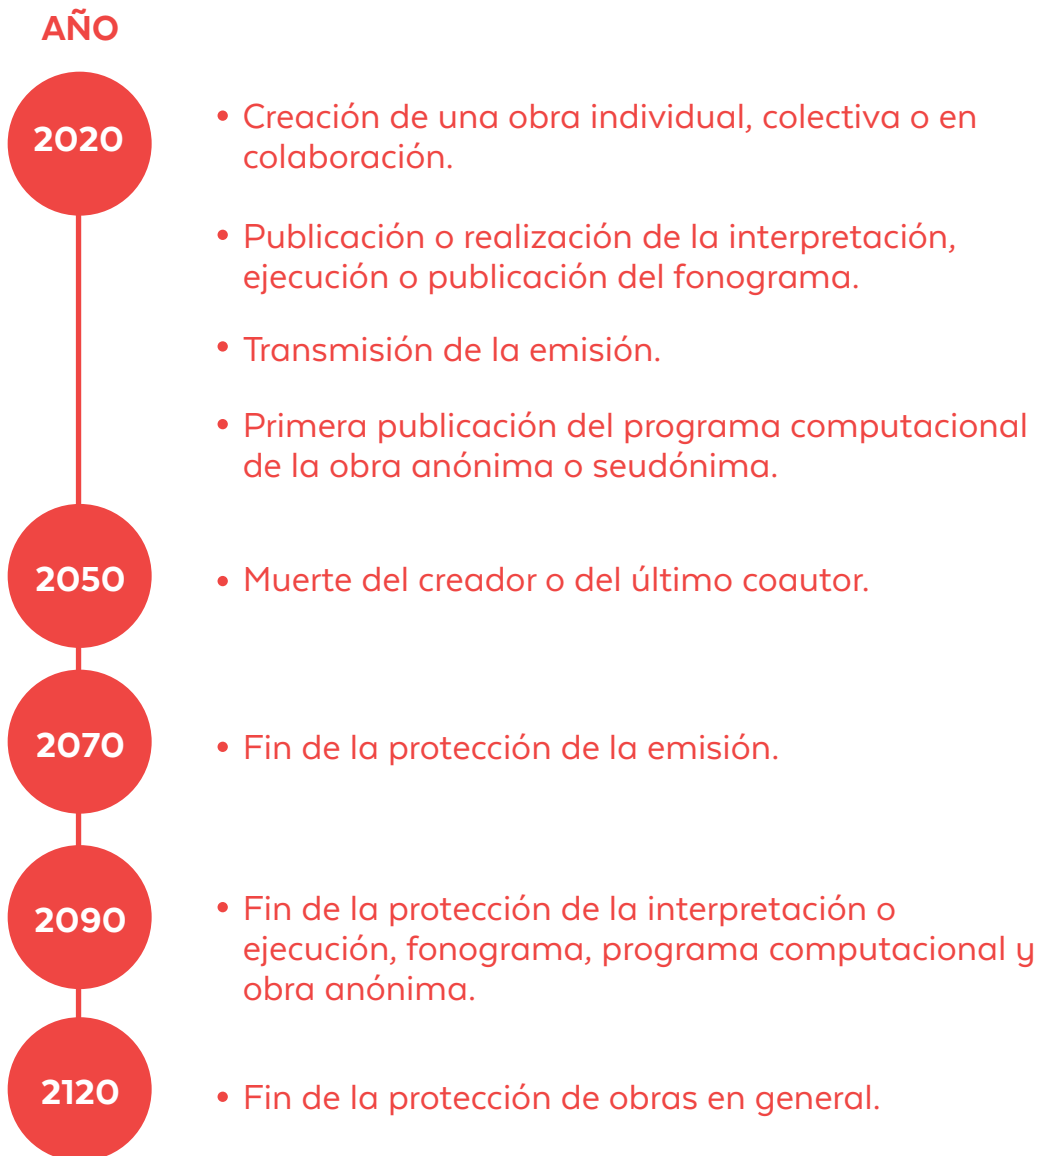 AÑO
2020
• Creación de una obra individual, colectiva o en
colaboración.
• Publicación o realización de la interpretación,
ejecución o publicación del fonograma.
• Transmisión de la emisión.
• Primera publicación del programa computacional
de la obra anónima o seudónima.
2050
• Muerte del creador o del último coautor.
2070
• Fin de la protección de la emisión.
2090
• Fin de la protección de la interpretación o
ejecución, fonograma, programa computacional y
obra anónima.
2120
• Fin de la protección de obras en general.